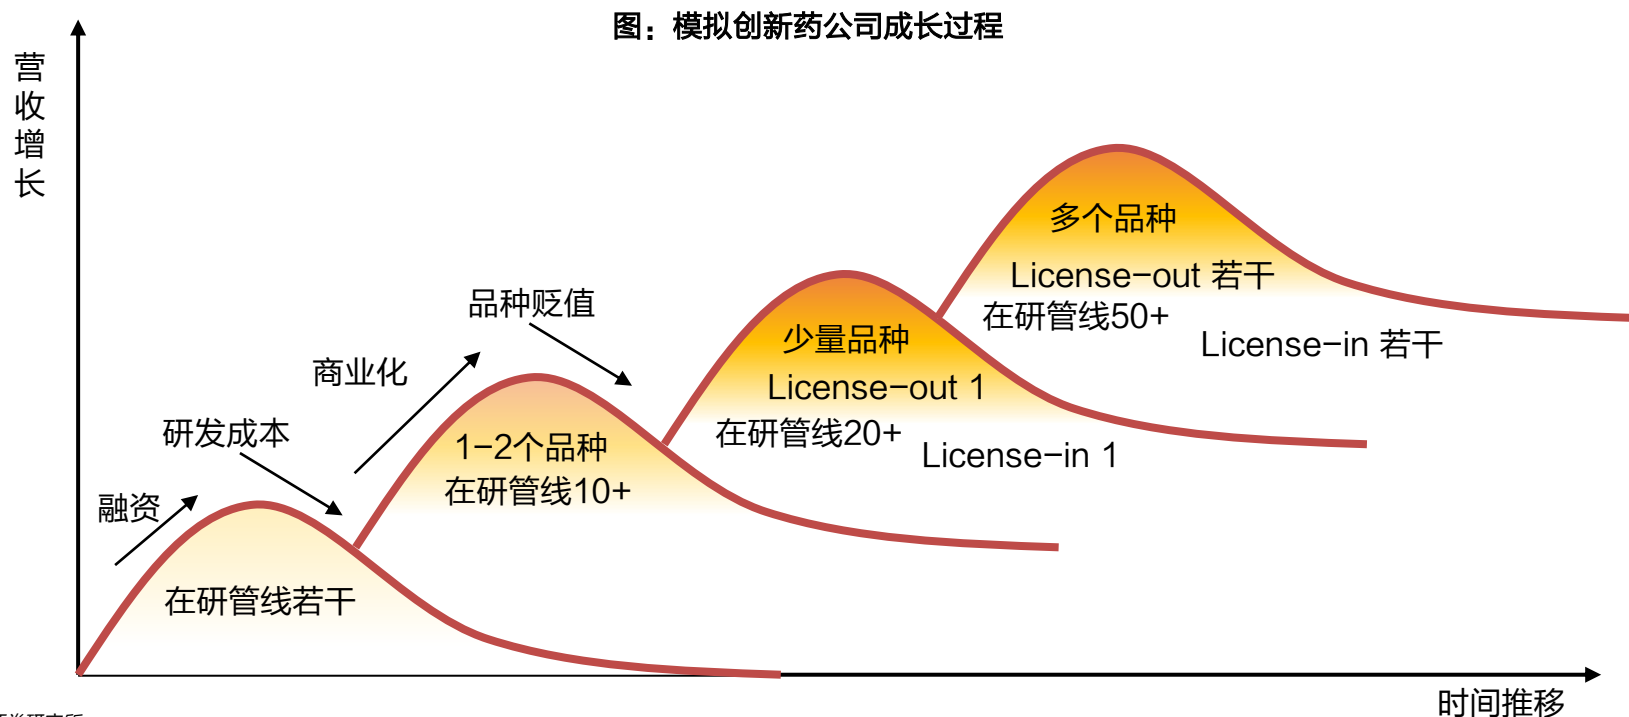 图：模拟创新药公司成长过程
营收增长
多个品种
License-out 若干
在研管线50+
License-in 若干
品种贬值
少量品种
License-out 1
在研管线20+
License-in 1
商业化
1-2个品种
在研管线10+
研发成本
融资
在研管线若干
时间推移